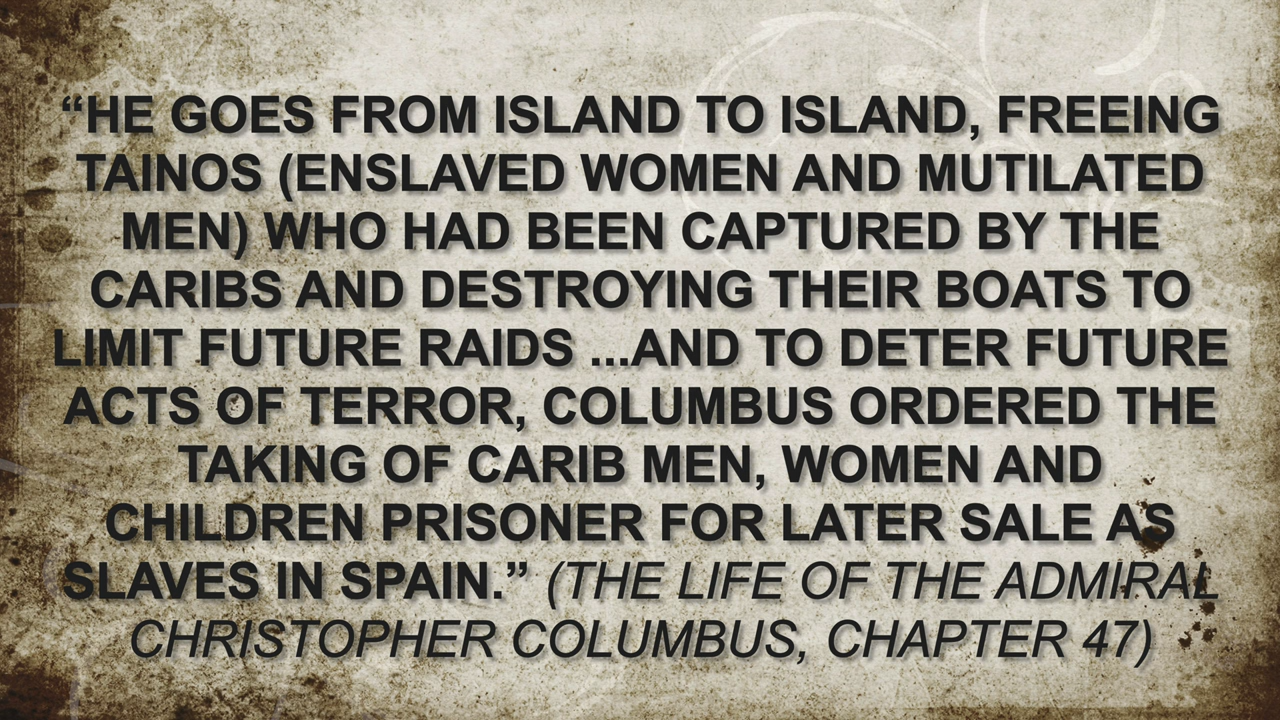 “HE GOES FROM ISLAND TO ISLAND, FREEING
TAINOS (ENSLAVED WOMEN AND MUTILATED
MEN) WHO HAD BEEN CAPTURED BY THE
CARIBS AND DESTROYING THEIR BOATS TO
LIMIT FUTURE RAIDS ...AND TO DETER FUTURE
ACTS OF TERROR, COLUMBUS ORDERED THE
TAKING OF CARIB MEN, WOMEN AND
CHILDREN PRISONER FOR LATER SALE AS
SLAVES IN SPAIN.” (THE LIFE OF THE ADMIRAL
CHRISTOPHER COLUMBUS, CHAPTER 47)